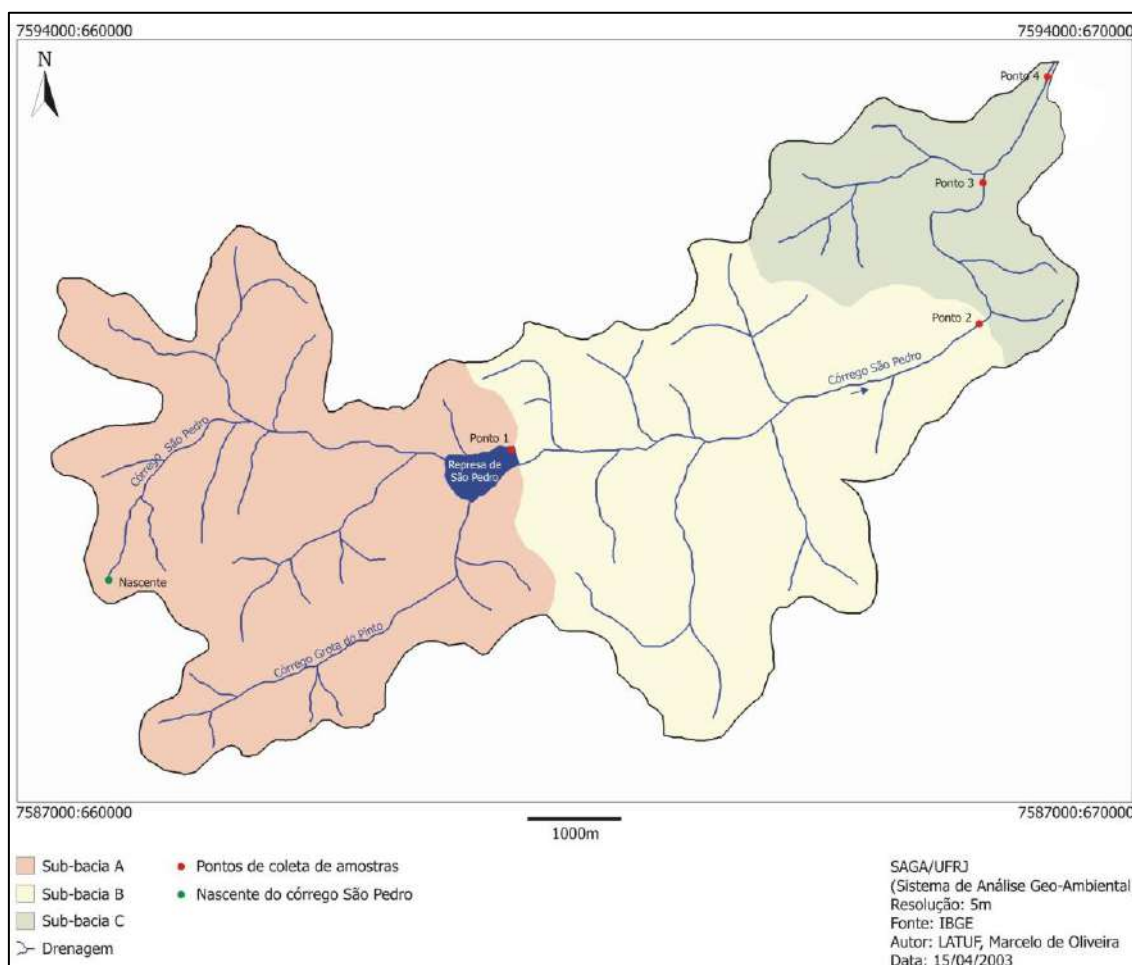 7594000:660000
7594000:670000
N
Ponto 4
Ponto 3
Ponto 2
Córrego São Pedro
Córrego São Pedro
Ponto 1
Represa de
São Pedro
Nascente
Córrego Grota do Pinto
7587000:660000
7587000:670000
1000m
Sub-bacia A
Sub-bacia B
Sub-bacia C
Drenagem
Pontos de coleta de amostras
Nascente do córrego São Pedro
SAGA/UFRJ
(Sistema de Análise Geo-Ambiental
Resolução: 5m
Fonte: IBGE
Autor: LATUF, Marcelo de Oliveira
Data: 15/04/2003